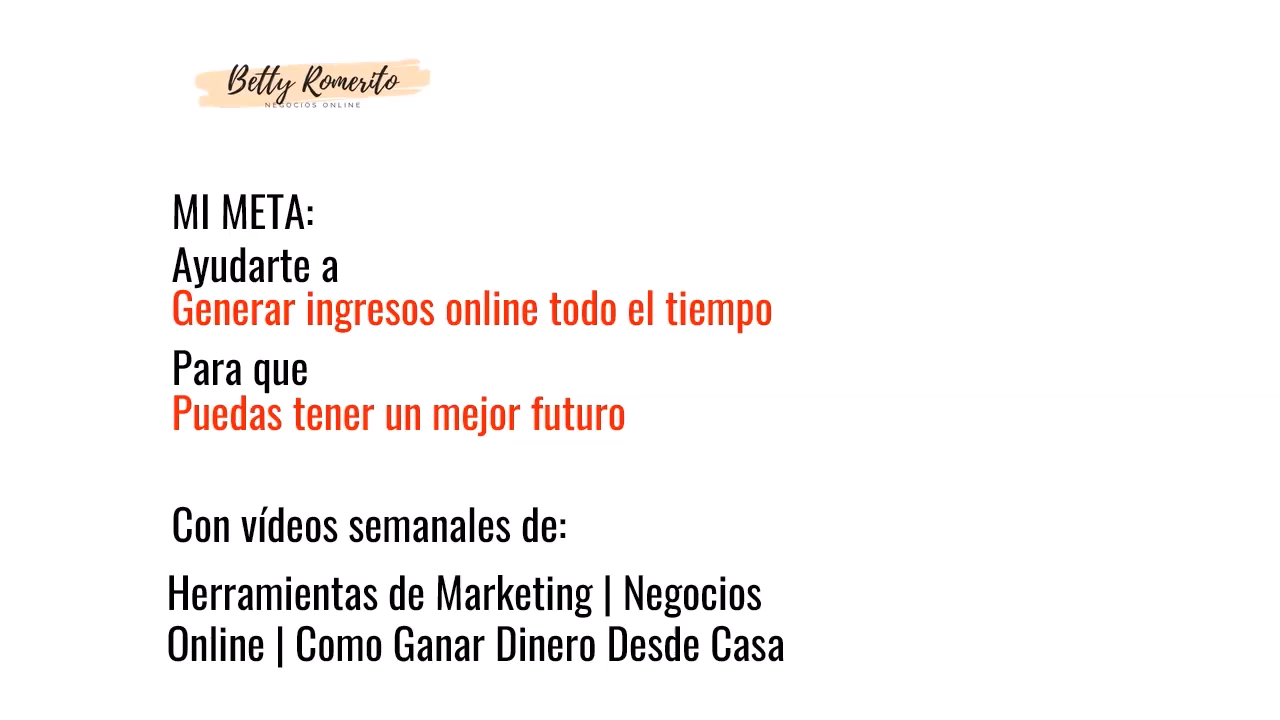 Betty Romerito
NEGOCIOS ONLINE
MI META:
Ayudarte a
Generar ingresos online todo el tiempo
Para que
Puedas tener un mejor futuro
Con vídeos semanales de:
Herramientas de Marketing | Negocios
Online | Como Ganar Dinero Desde Casa